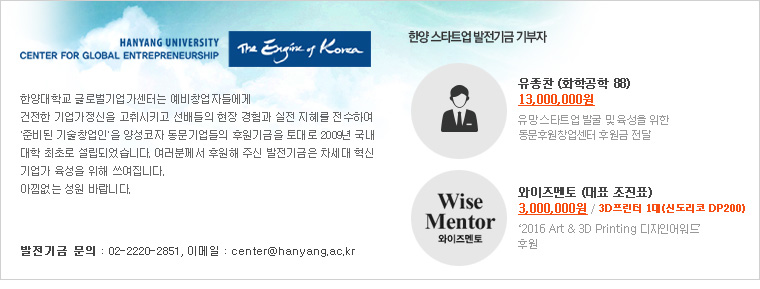 HANYANG UNIVERSITY
CENTER FOR GLOBAL ENTREPRENEURSHIP
The Engine of Korea
한양대학교 글로벌기업가센터는 예비창업자들에게
건전한 기업가정신을 고취시키고 선배들의 현장 경험과 실전 지혜를 전수하여
'준비된 기술창업인'을 양성코자 동문기업들의 후원기금을 토대로 2009년 국내
대학 최초로 설립되었습니다. 여러분께서 후원해 주신 발전기금은 차세대 혁신
기업가 육성을 위해 쓰여집니다.
아낌없는 성원 바랍니다.
발전기금 문의 : 02-2220-2851, 이메일 : center@hanyang.ac.kr
한양 스타트업 발전기금 기부자
유종찬 (화학공학 88)
13,000,000원
유망 스타트업 발굴 및 육성을 위한
동문후원창업센터 후원금 전달
Wise
Mentor
와이즈멘토
와이즈멘토 (대표 조진표)
3,000,000원 / 3D프린터 1대(신도리코 DP200)
'2016 Art & 3D Printing 디자인어워드'
후원